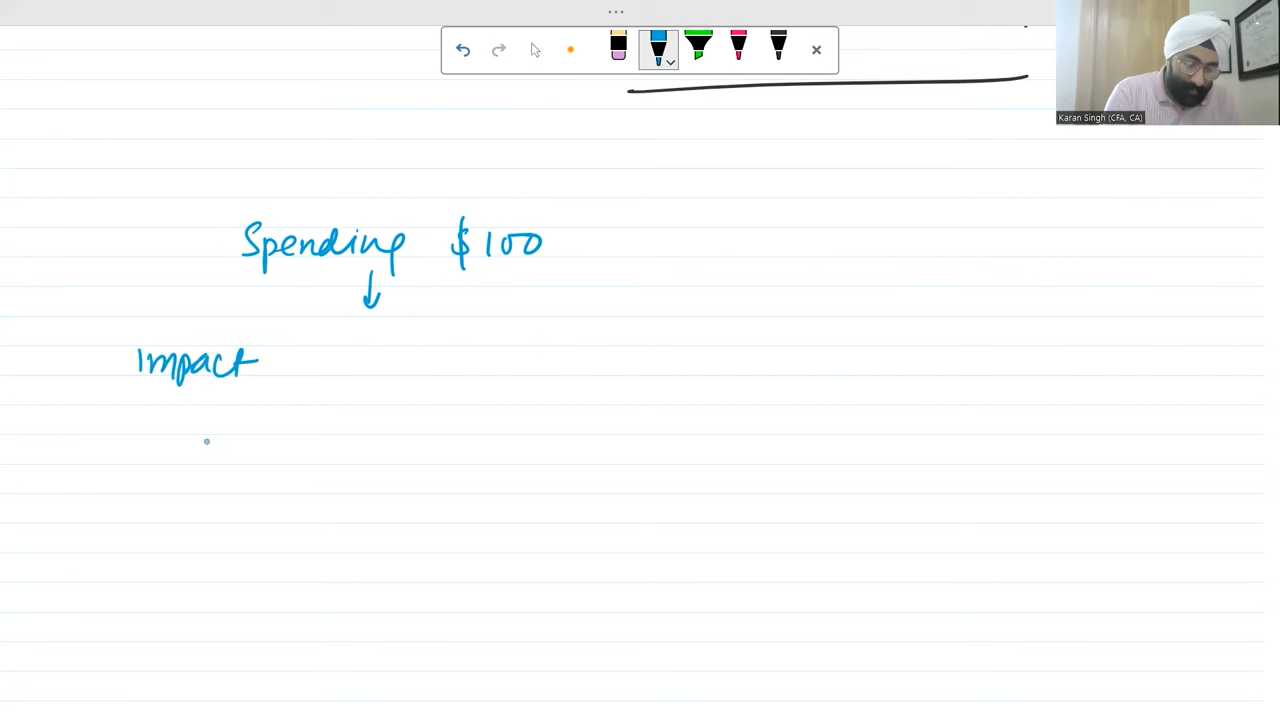 Karan Singh (CFA, CA)
Spending $100
↓
Impact